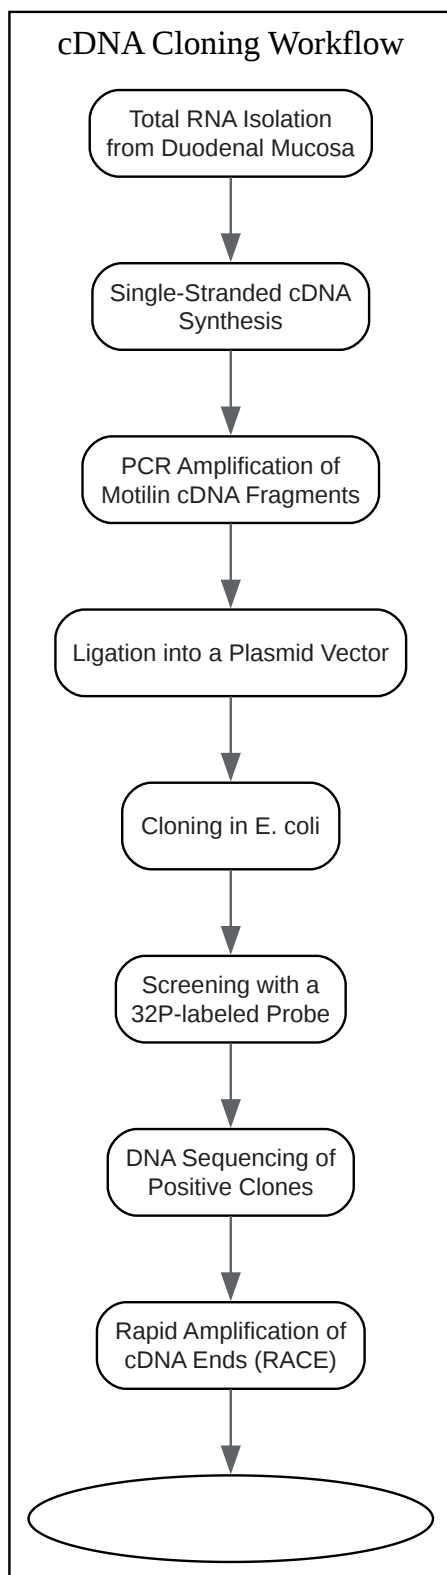 cDNA Cloning Workflow
Total RNA Isolation
from Duodenal Mucosa
Single-Stranded cDNA
Synthesis
PCR Amplification of
Motilin cDNA Fragments
Ligation into a Plasmid Vector
Cloning in E. coli
Screening with a
32P-labeled Probe
DNA Sequencing of
Positive Clones
Rapid Amplification of
cDNA Ends (RACE)